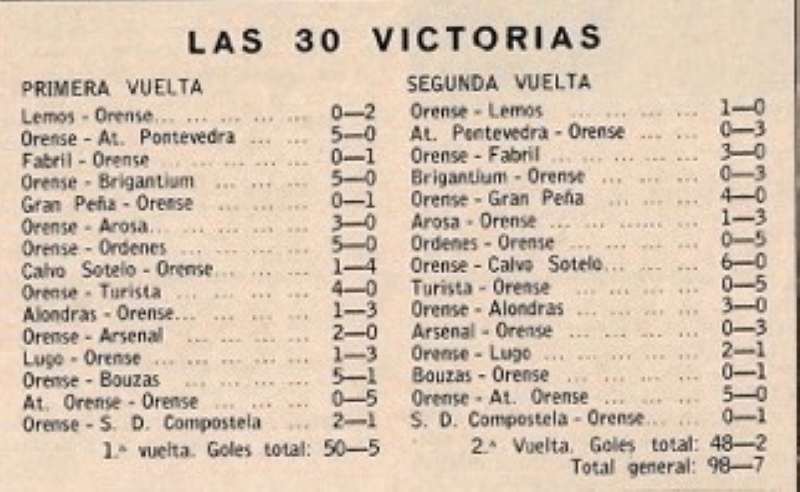 LAS 30 VICTORIAS
PRIMERA VUELTA
Lemos - Orense... ... ... ... 0—2
Orense - At. Pontevedra ... ... 5—0
Fabril - Orense ... ... ... ... 0—1
Orense - Brigantium ... ... ... 5—0
Gran Peña - Orense ... ... ... 0—1
Orense - Arosa... ... ... ... 3—0
Orense - Ordenes ... ... ... 5—0
Calvo Sotelo - Orense... ... ... 1—4
Orense - Turista ... ... ... ... 4—0
Alondras - Orense... ... ... ... 1—3
Orense - Arsenal ... ... ... ... 2—0
Lugo - Orense ... ... ... ... 1—3
Orense - Bouzas ... ... ... ... 5—1
At. Orense - Orense ... ... ... 0—5
Orense - S. D. Compostela ... ... 2—1
1.ª vuelta. Goles total: 50—5
SEGUNDA VUELTA
Orense - Lemos ... ... ... ... 1—0
At. Pontevedra - Orense ... ... 0—3
Orense - Fabril ... ... ... ... 3—0
Brigantium - Orense ... ... ... 0—3
Orense - Gran Peña ... ... ... 4—0
Arosa - Orense ... ... ...... ... 1—3
Ordenes - Orense ... ... ... ... 0—5
Orense - Calvo Sotelo... ... ... 6—0
Turista - Orense ... ... ... ... 0—5
Orense - Alondras ... ... ... ... 3—0
Arsenal - Orense ... ... ... ... 0—3
Orense - Lugo ... ... ... ... ... 2—1
Bouzas - Orense ... ... ... ... 0—1
Orense - At. Orense ... ... ... 5—0
S. D. Compostela - Orense... ... 0—1
2.ª Vuelta. Goles total: 48—2
Total general: 98—7